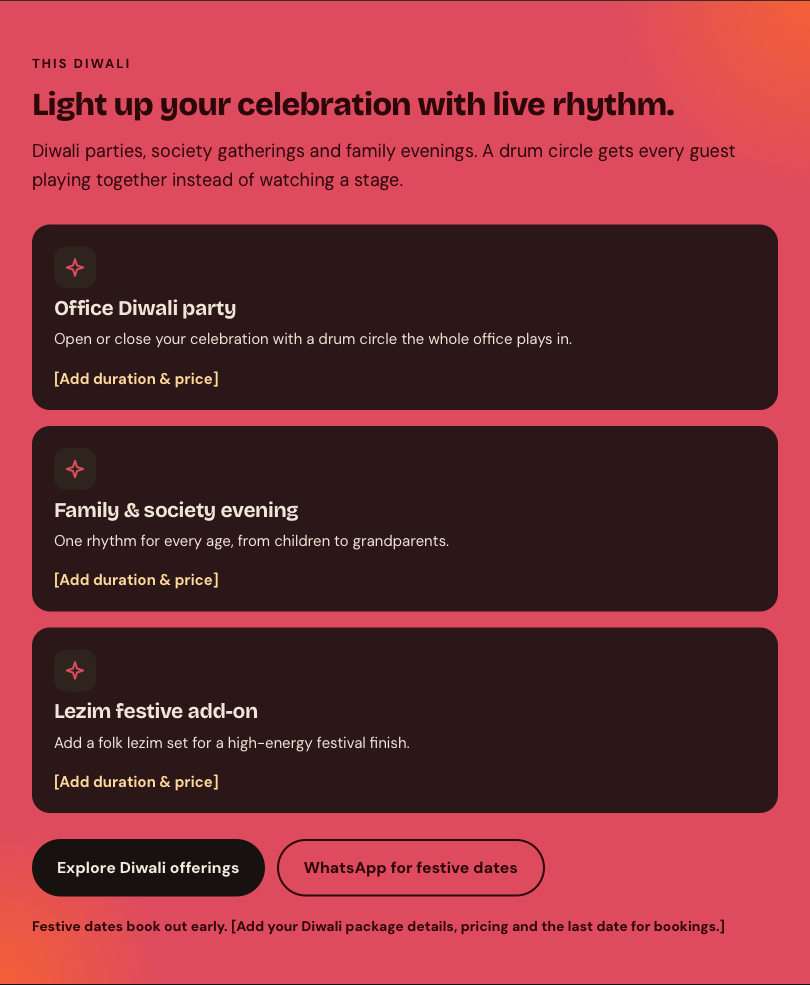 THIS DIWALI
Light up your celebration with live rhythm.
Diwali parties, society gatherings and family evenings. A drum circle gets every guest
playing together instead of watching a stage.
Office Diwali party
Open or close your celebration with a drum circle the whole office plays in.
[Add duration & price]
Family & society evening
One rhythm for every age, from children to grandparents.
[Add duration & price]
Lezim festive add-on
Add a folk lezim set for a high-energy festival finish.
[Add duration & price]
Explore Diwali offerings
WhatsApp for festive dates
Festive dates book out early. [Add your Diwali package details, pricing and the last date for bookings.]